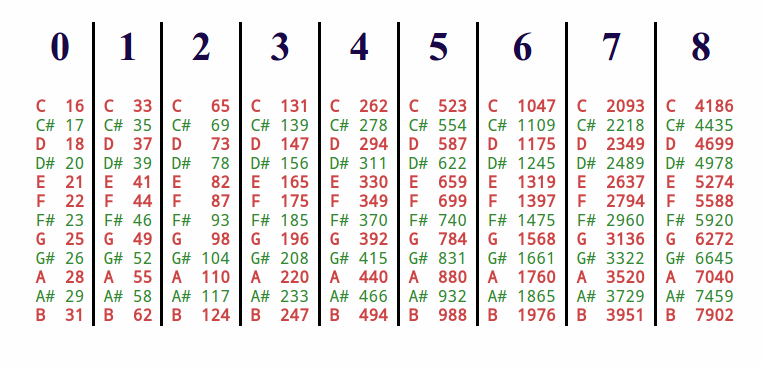 0 1 2 3 4 5 6 7 8
C 16 C 33 C 65 C 131 C 262 C 523 C 1047 C 2093 C 4186
C# 17 C# 35 C# 69 C# 139 C# 278 C# 554 C# 1109 C# 2218 C# 4435
D 18 D 37 D 73 D 147 D 294 D 587 D 1175 D 2349 D 4699
D# 20 D# 39 D# 78 D# 156 D# 311 D# 622 D# 1245 D# 2489 D# 4978
E 21 E 41 E 82 E 165 E 330 E 659 E 1319 E 2637 E 5274
F 22 F 44 F 87 F 175 F 349 F 699 F 1397 F 2794 F 5588
F# 23 F# 46 F# 93 F# 185 F# 370 F# 740 F# 1475 F# 2960 F# 5920
G 25 G 49 G 98 G 196 G 392 G 784 G 1568 G 3136 G 6272
G# 26 G# 52 G# 104 G# 208 G# 415 G# 831 G# 1661 G# 3322 G# 6645
A 28 A 55 A 110 A 220 A 440 A 880 A 1760 A 3520 A 7040
A# 29 A# 58 A# 117 A# 233 A# 466 A# 932 A# 1865 A# 3729 A# 7459
B 31 B 62 B 124 B 247 B 494 B 988 B 1976 B 3951 B 7902